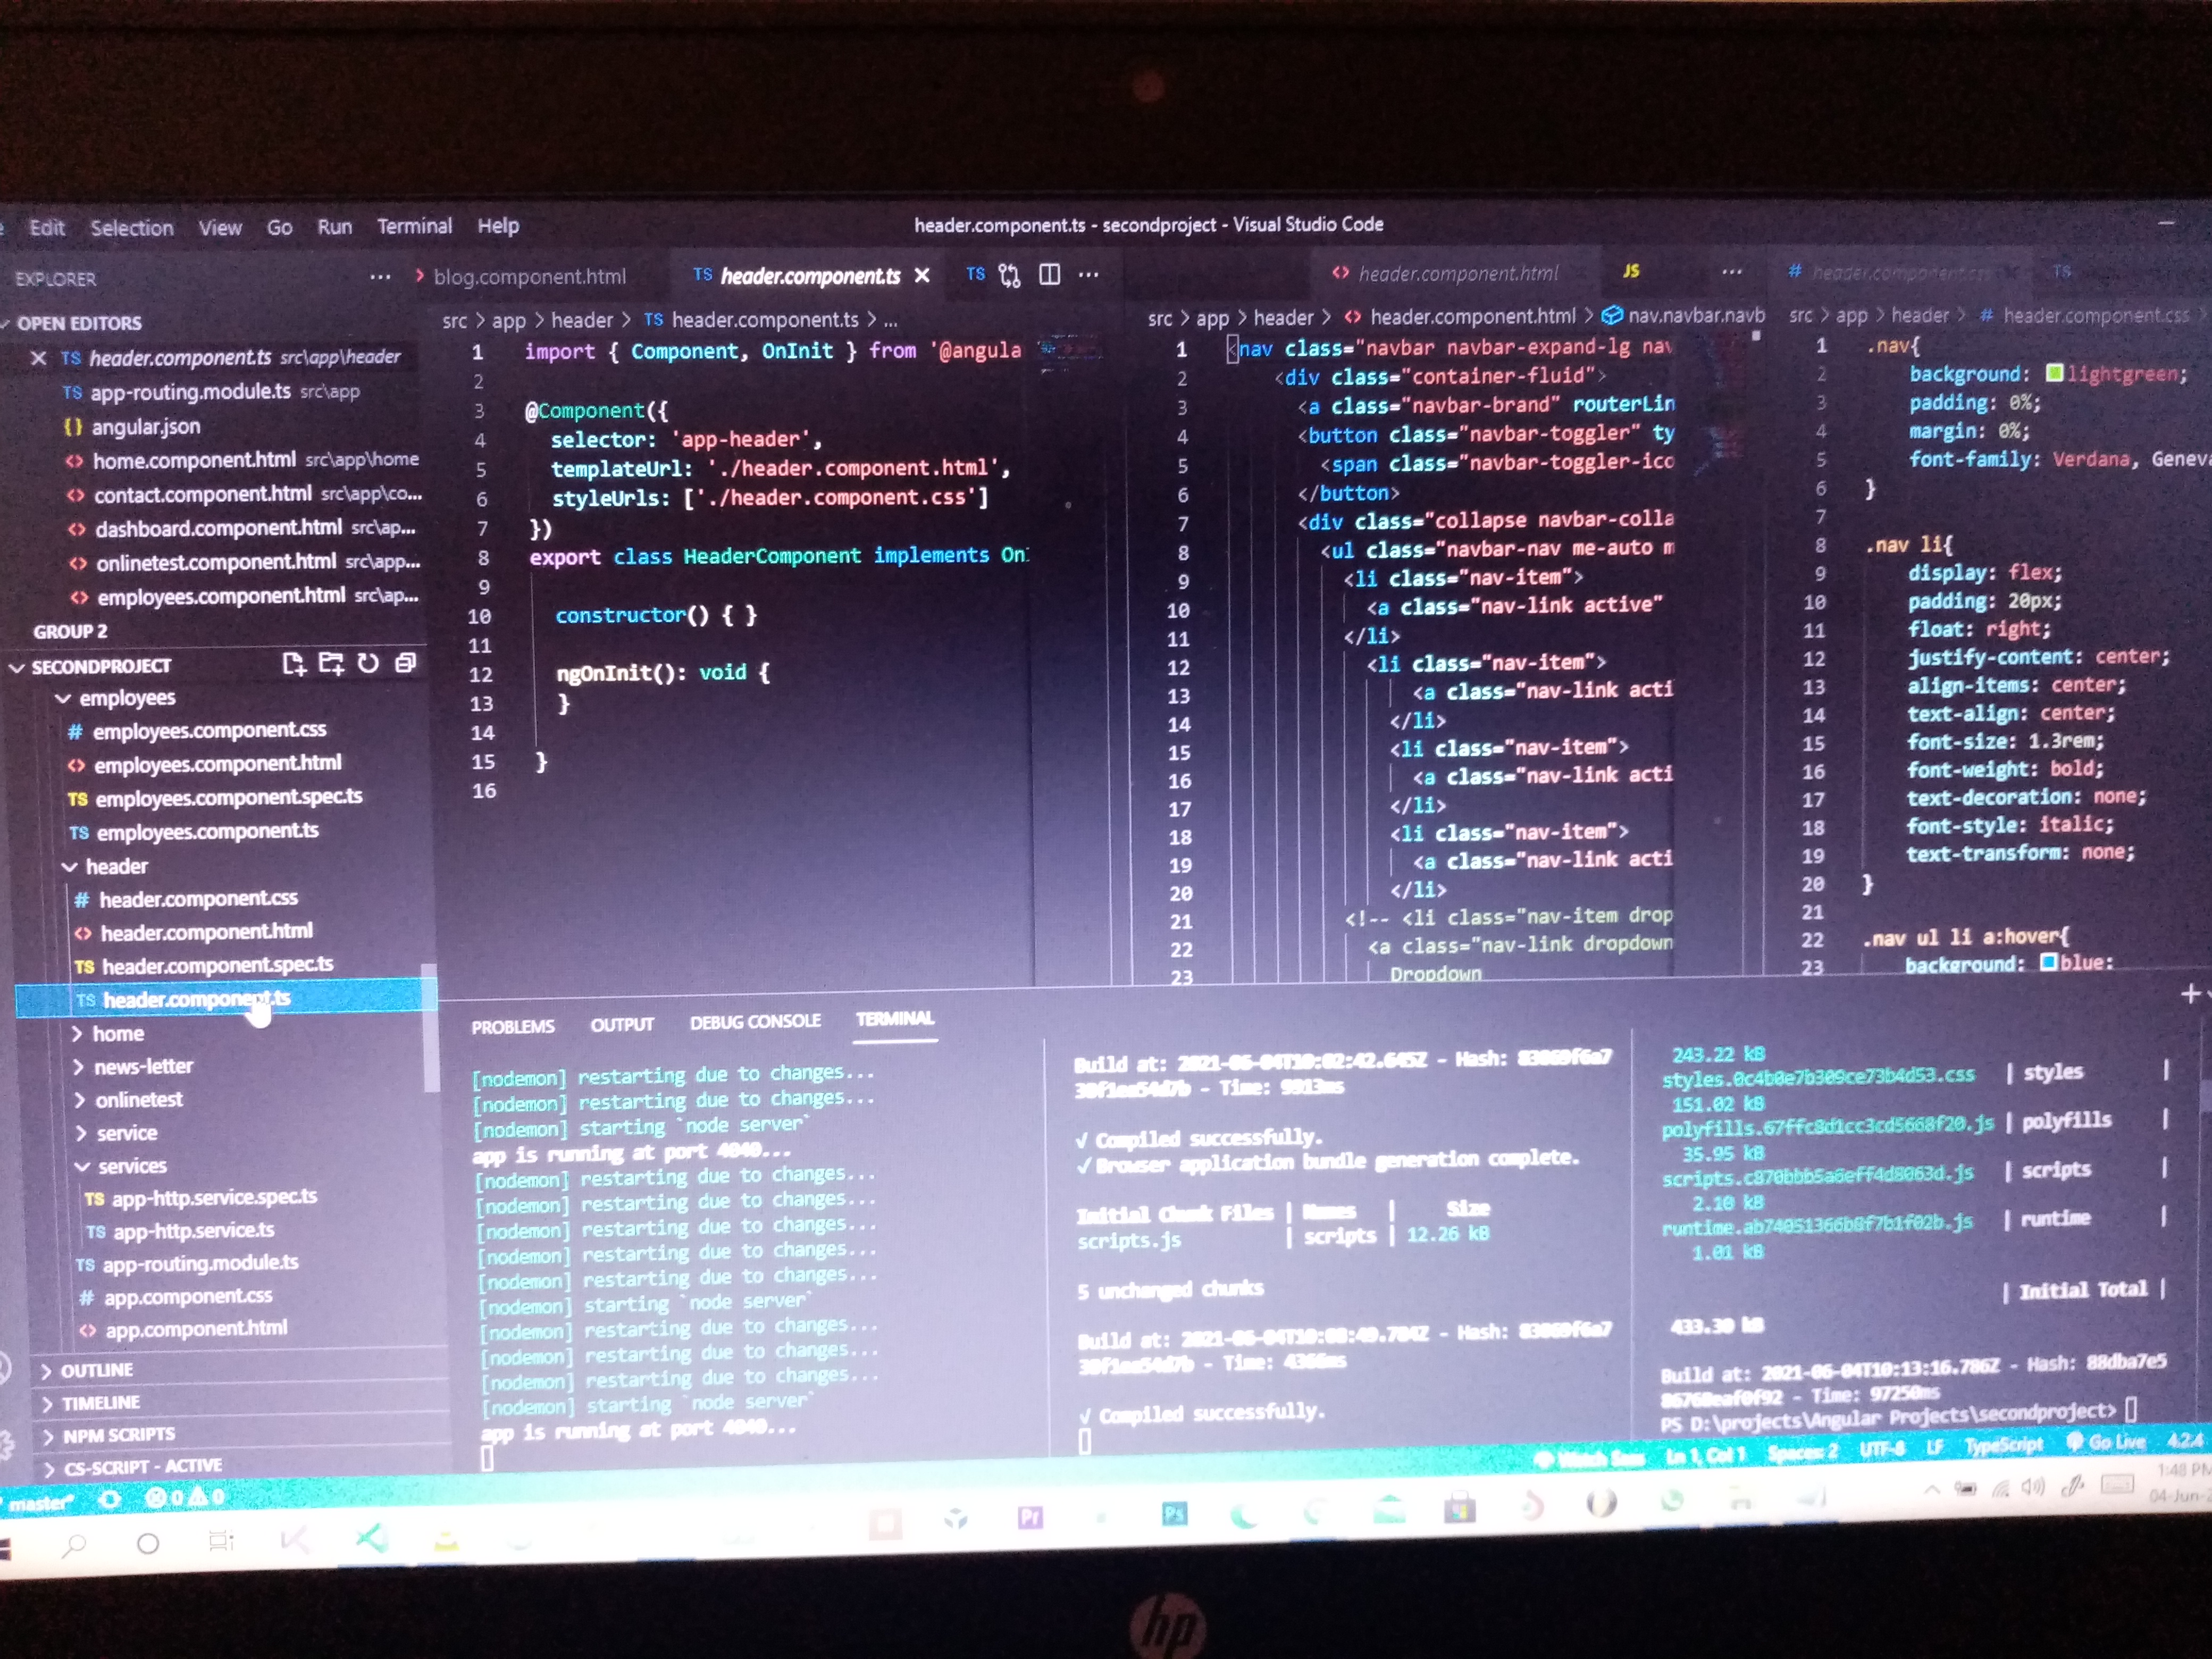 Edit Selection View Go Run Terminal Help
header.component.ts - secondproject - Visual Studio Code
EXPLORER
OPEN EDITORS
header.component.ts src\app\header
app-routing.module.ts src\app
angular.json
home.component.html src\app\home
contact.component.html src\app\co...
dashboard.component.html src\ap...
onlinetest.component.html src\app...
employees.component.html src\ap...
GROUP 2
SECONDPROJECT
employees
employees.component.css
employees.component.html
employees.component.spec.ts
employees.component.ts
header
header.component.css
header.component.html
header.component.spec.ts
header.component.ts
home
news-letter
onlinetest
service
services
app-http.service.spec.ts
app-http.service.ts
app-routing.module.ts
app.component.css
app.component.html
OUTLINE
TIMELINE
NPM SCRIPTS
CS-SCRIPT - ACTIVE
blog.component.html
TS header.component.ts
TS
src > app > header > TS header.component.ts > ...
1 import { Component, OnInit } from '@angula
2
3 @Component({
4 selector: 'app-header',
5 templateUrl: './header.component.html',
6 styleUrls: ['./header.component.css']
7 })
8 export class HeaderComponent implements On
9
10 constructor() { }
11
12 ngOnInit(): void {
13 }
14
15 }
16
<> header.component.html JS
src > app > header > <> header.component.html > nav.navbar.navb
1 <nav class="navbar navbar-expand-lg nav
2 <div class="container-fluid">
3 <a class="navbar-brand" routerLin
4 <button class="navbar-toggler" ty
5 <span class="navbar-toggler-ico
6 </button>
7 <div class="collapse navbar-colla
8 <ul class="navbar-nav me-auto m
9 <li class="nav-item">
10 <a class="nav-link active"
11 </li>
12 <li class="nav-item">
13 <a class="nav-link acti
14 </li>
15 <li class="nav-item">
16 <a class="nav-link acti
17 </li>
18 <li class="nav-item">
19 <a class="nav-link acti
20 </li>
21 <!-- <li class="nav-item drop
22 <a class="nav-link dropdown
23 Dropdown
# header.component.css TS
src > app > header > # header.component.css >
1 .nav{
2 background: lightgreen;
3 padding: 0%;
4 margin: 0%;
5 font-family: Verdana, Geneva
6 }
7
8 .nav li{
9 display: flex;
10 padding: 20px;
11 float: right;
12 justify-content: center;
13 align-items: center;
14 text-align: center;
15 font-size: 1.3rem;
16 font-weight: bold;
17 text-decoration: none;
18 font-style: italic;
19 text-transform: none;
20 }
21
22 .nav ul li a:hover{
23 background: blue;
PROBLEMS OUTPUT DEBUG CONSOLE TERMINAL
[nodemon] restarting due to changes...
[nodemon] restarting due to changes...
[nodemon] starting `node server`
app is running at port 4040...
[nodemon] restarting due to changes...
[nodemon] restarting due to changes...
[nodemon] restarting due to changes...
[nodemon] restarting due to changes...
[nodemon] restarting due to changes...
[nodemon] starting `node server`
[nodemon] restarting due to changes...
[nodemon] restarting due to changes...
[nodemon] restarting due to changes...
[nodemon] starting `node server`
app is running at port 4040...
Build at: 2021-06-04T10:02:42.645Z - Hash: 83069f6a7
30f1ee54d7b - Time: 9913ms
√ Compiled successfully.
√ Browser application bundle generation complete.
Initial Chunk Files | Names | Size
scripts.js | scripts | 12.26 kB
5 unchanged chunks
Build at: - Hash: 83069f6a7
30f1ee54d7b - Time: 4366ms
√ Compiled successfully.
243.22 kB
styles.0c4b0e7b309ce73b4d53.css | styles |
151.02 kB
polyfills.67ffc8d1cc3cd5668f20.js | polyfills |
35.95 kB
scripts.c870bbb5a6eff4d8063d.js | scripts |
2.10 kB
runtime.ab74051366b8f7b1f02b.js | runtime |
1.01 kB
| Initial Total |
433.30 kB
Build at: 2021-06-04T10:13:16.786Z - Hash: 88dba7e5
86760eaf0f92 - Time: 97250ms
PS D:\projects\Angular Projects\secondproject>
master* 0 0
Watch Sass Ln 1, Col 1 Spaces: 2 UTF-8 LF TypeScript Go Live 4.2.4
Pr Ps
1:48 PM
04-Jun-
hp